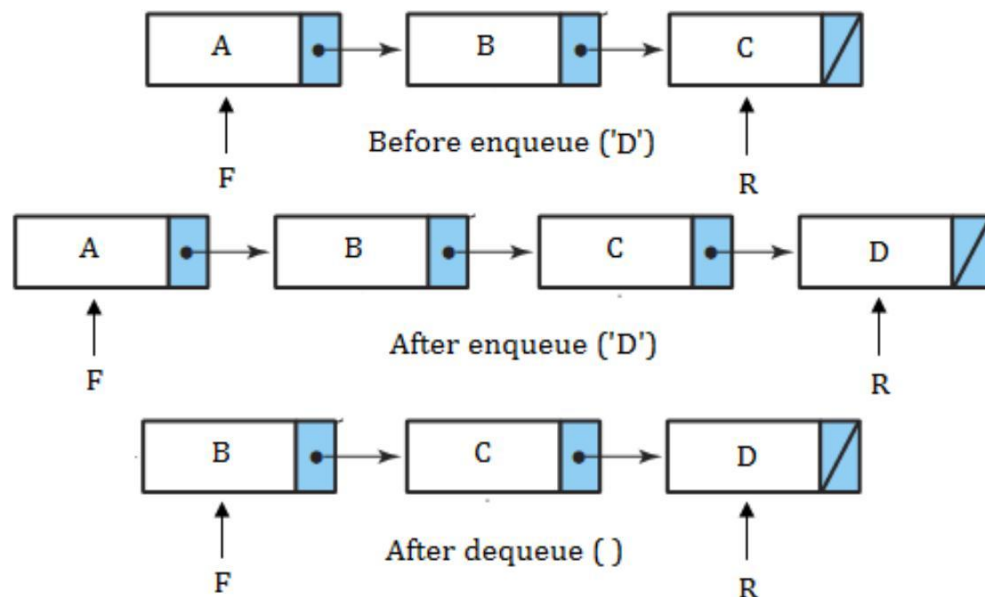 A B C
Before enqueue ('D')
F R
A B C D
After enqueue ('D')
F R
B C D
After dequeue ( )
F R